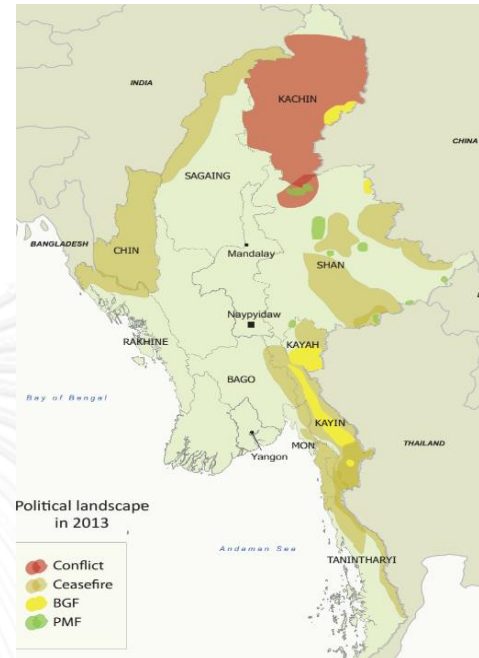 INDIA
KACHIN
CHINA
SAGAING
BANGLADESH
CHIN
Mandalay
SHAN
Naypyidaw
RAKHINE
KAYAH
BAGO
Bay of Bengal
KAYIN
MON
THAILAND
Yangon
Political landscape
in 2013
Andaman Sea
TANINTHARYI
Conflict
Ceasefire
BGF
PMF